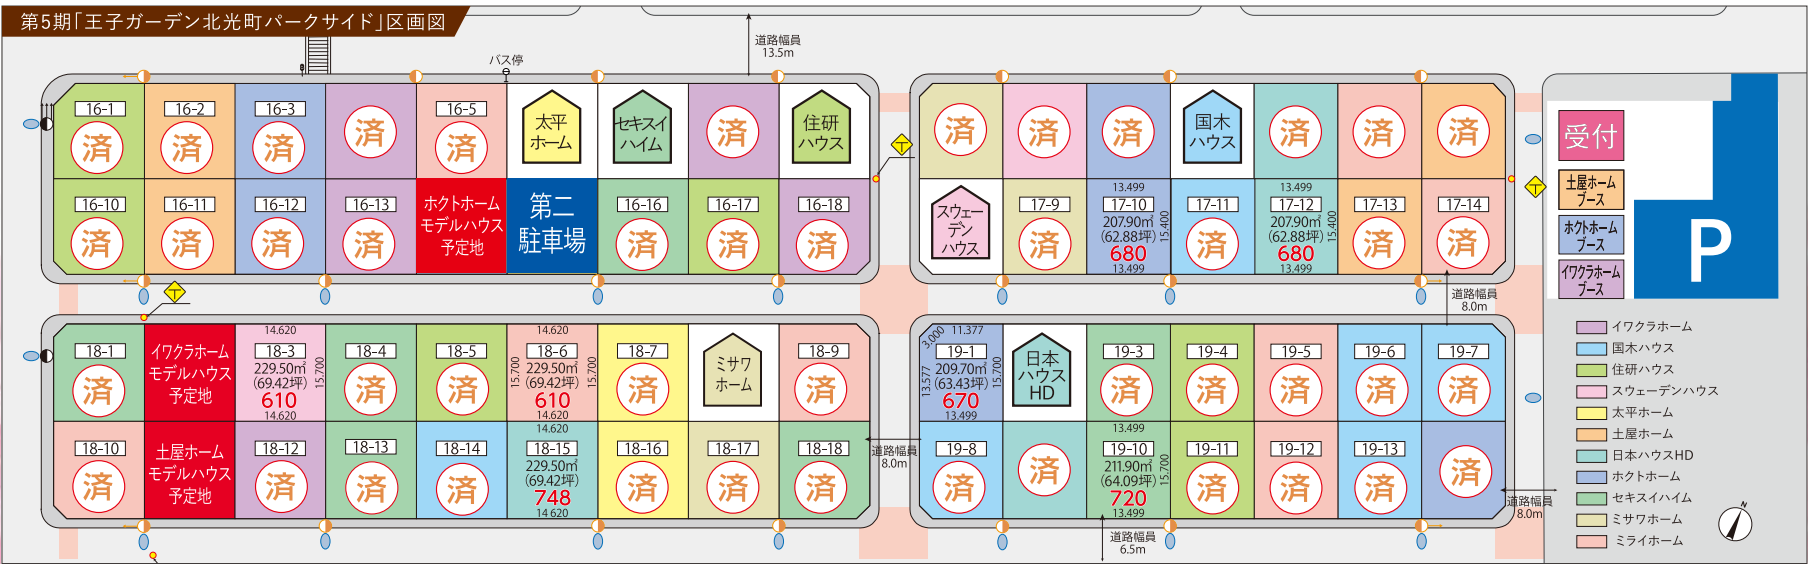 第5期「王子ガーデン北光町パークサイド」区画図
道路幅員
13.5m
バス停
16-1
済
16-2
済
16-3
済
済
16-5
済
太平
ホーム
セキスイ
ハイム
済
住研
ハウス
16-10
済
16-11
済
16-12
済
16-13
済
ホクトホーム
モデルハウス
予定地
第二
駐車場
16-16
済
16-17
済
16-18
済
T
済
済
済
国木
ハウス
済
済
済
スウェー
デン
ハウス
17-9
済
13.499
17-10
207.90㎡
(62.88坪)
680
13.499
15.400
17-11
済
13.499
17-12
207.90㎡
(62.88坪)
680
13.499
15.400
17-13
済
17-14
済
T
道路幅員
8.0m
T
18-1
済
イワクラホーム
モデルハウス
予定地
14.620
18-3
229.50㎡
(69.42坪)
610
14.620
15.700
18-4
済
18-5
済
14.620
18-6
229.50㎡
(69.42坪)
610
14.620
15.700
15.700
18-7
済
ミサワ
ホーム
18-9
済
18-10
済
土屋ホーム
モデルハウス
予定地
18-12
済
18-13
済
18-14
済
14.620
18-15
229.50㎡
(69.42坪)
748
14.620
18-16
済
18-17
済
18-18
済
道路幅員
8.0m
3.000
11.377
19-1
209.70㎡
(63.43坪)
670
13.499
13.577
15.700
日本
ハウス
HD
19-3
済
19-4
済
19-5
済
19-6
済
19-7
済
19-8
済
済
13.499
19-10
211.90㎡
(64.09坪)
720
13.499
15.700
19-11
済
19-12
済
19-13
済
済
道路幅員
6.5m
道路幅員
8.0m
受付
土屋ホーム
ブース
ホクトホーム
ブース
イワクラホーム
ブース
P
イワクラホーム
国木ハウス
住研ハウス
スウェーデンハウス
太平ホーム
土屋ホーム
日本ハウスHD
ホクトホーム
セキスイハイム
ミサワホーム
ミライホーム
N